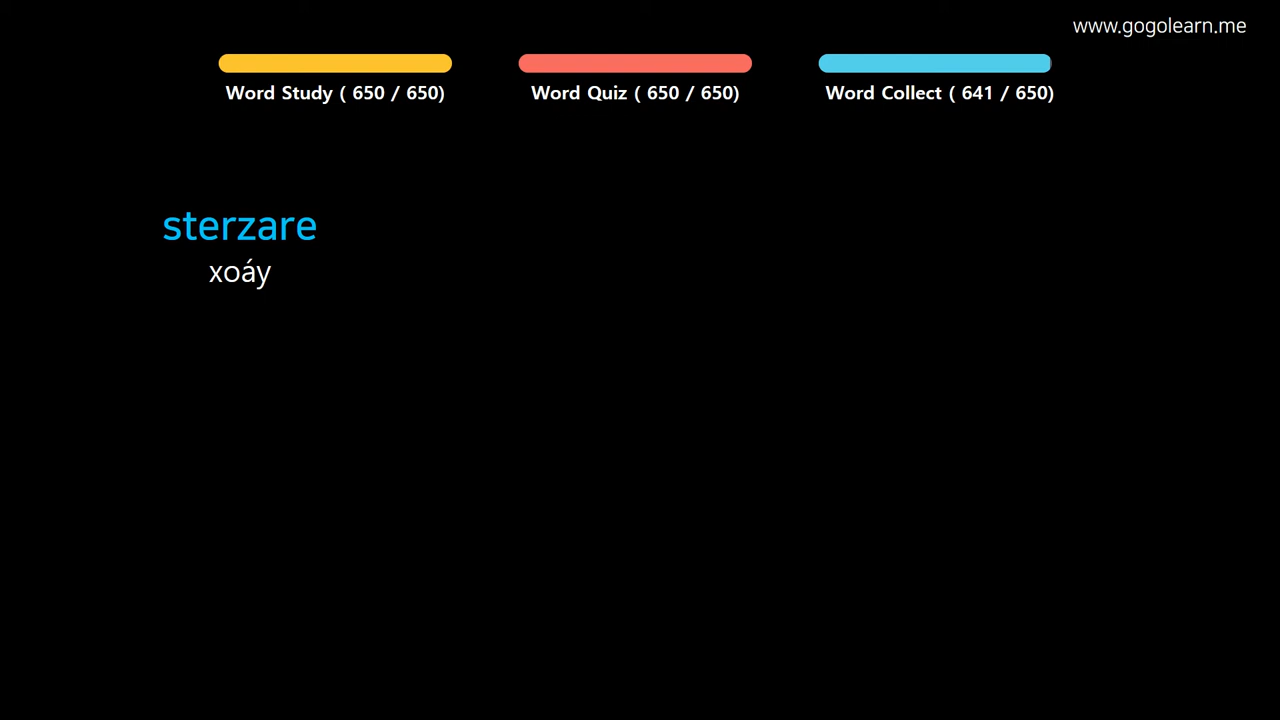 www.gogolearn.me
Word Study ( 650 / 650)
Word Quiz ( 650 / 650)
Word Collect ( 641 / 650)
sterzare
xoáy